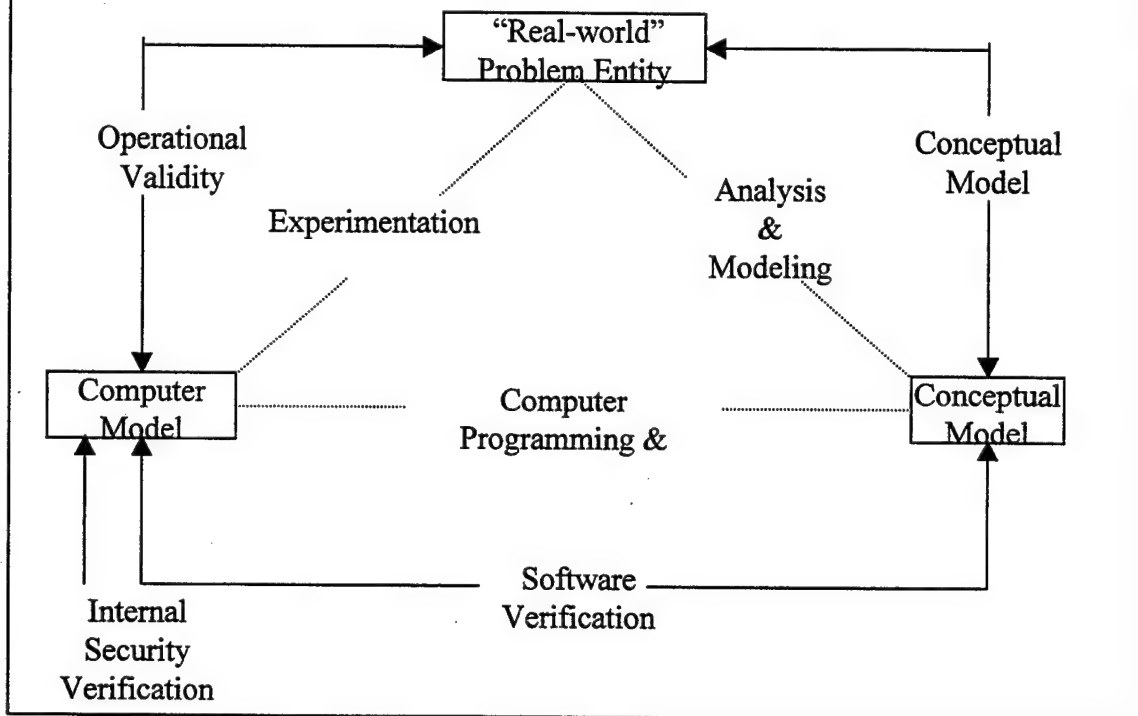 “Real-world”
Problem Entity
Operational
Validity
Conceptual
Model
Experimentation
Analysis
&
Modeling
Computer
Model
Computer
Programming &
Conceptual
Model
Software
Verification
Internal
Security
Verification